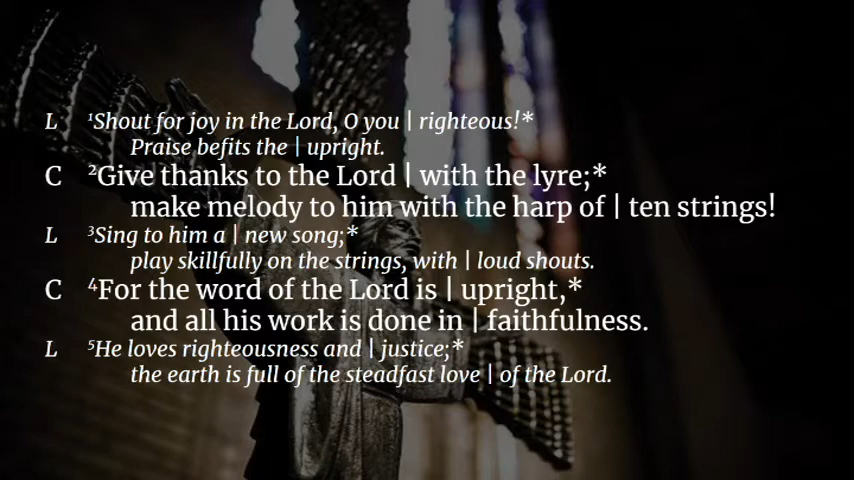 L ¹Shout for joy in the Lord, O you | righteous!*
Praise befits the | upright.
C ²Give thanks to the Lord | with the lyre;*
make melody to him with the harp of | ten strings!
L ³Sing to him a | new song;*
play skillfully on the strings, with | loud shouts.
C ⁴For the word of the Lord is | upright,*
and all his work is done in | faithfulness.
L ⁵He loves righteousness and | justice;*
the earth is full of the steadfast love | of the Lord.